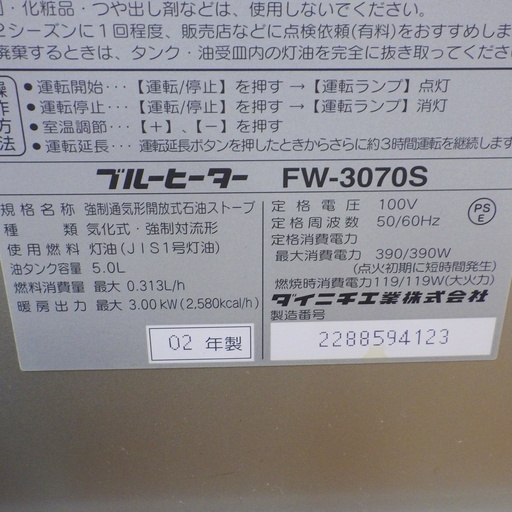 ・化粧品・つや出し剤などは、使用しないでください。
2シーズンに1回程度、販売店などに点検依頼(有料)をおすすめしま
廃棄するときは、タンク・油受皿内の灯油を完全に抜き取ってくださ
操作方法
●運転開始･･･【運転/停止】を押す→【運転ランプ】点灯
●運転停止･･･【運転/停止】を押す→【運転ランプ】消灯
●室温調節･･･【+】、【-】を押す
●運転延長･･･運転延長ボタンを押したときからさらに約3時間運転を継続します
ブルーヒーター FW-3070S
規格名称 強制通気形開放式石油ストーブ
種類 気化式・強制対流形
使用燃料 灯油(JIS1号灯油)
油タンク容量 5.0L
燃料消費量 最大 0.313L/h
暖房出力 最大 3.00kW(2,580kcal/h)
02年製
定格電圧 100V
定格周波数 50/60Hz
PSE
定格消費電力
最大消費電力 390/390W
(点火初期に短時間発生)
燃焼時消費電力119/119W(大火力)
ダイニチ工業株式会社
製造番号
2288594123